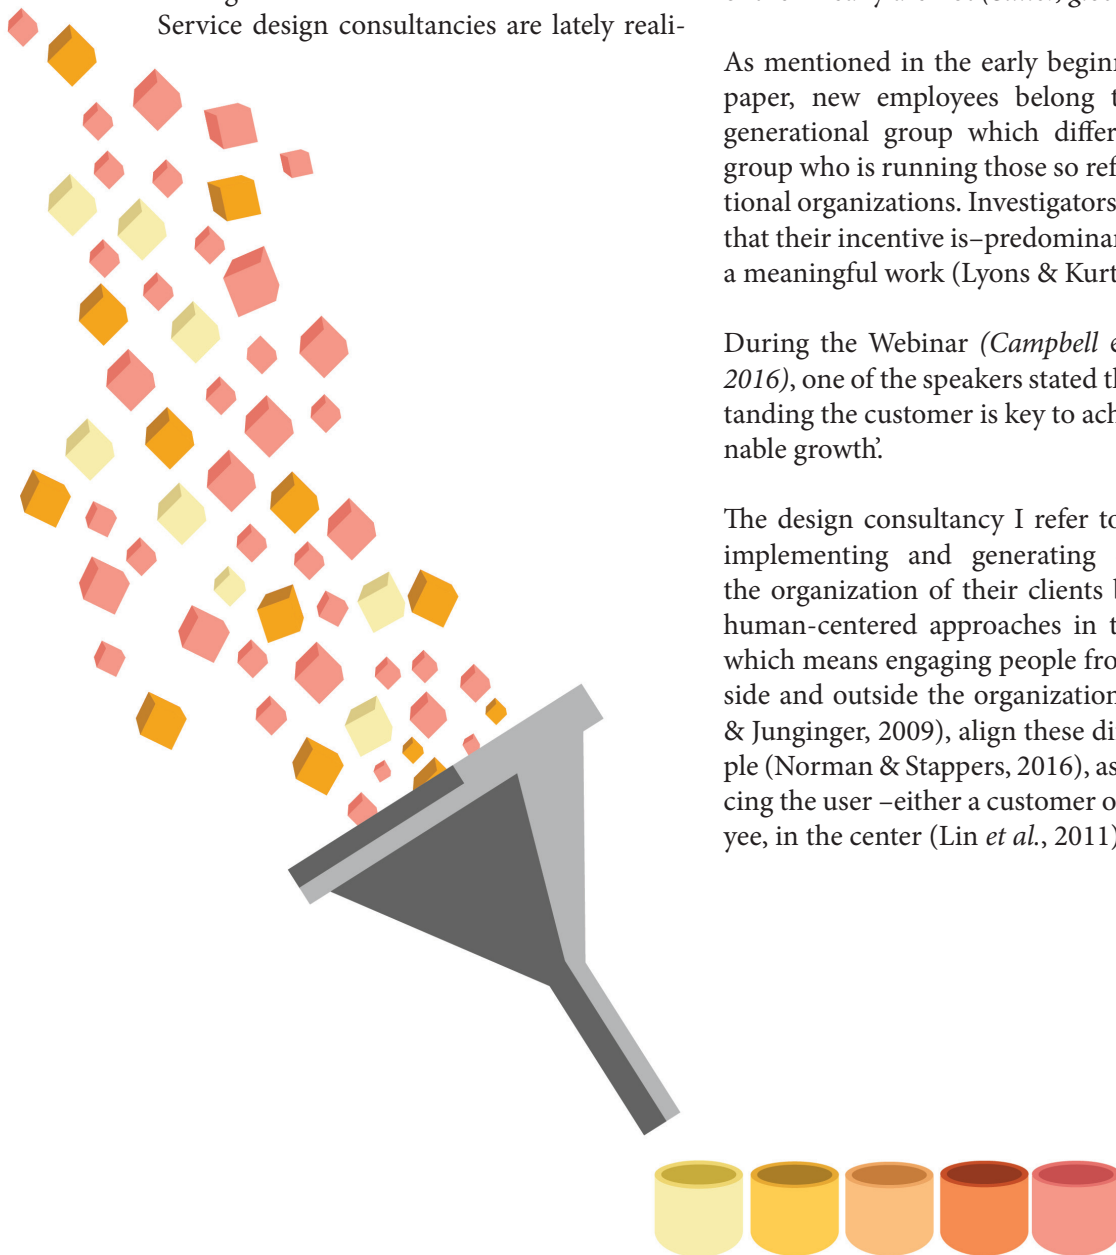 Service design consultancies are lately reali-
As mentioned in the early beginn
paper, new employees belong t
generational group which differ
group who is running those so ref
tional organizations. Investigators
that their incentive is–predominan
a meaningful work (Lyons & Kurt
During the Webinar (Campbell e
2016), one of the speakers stated th
tanding the customer is key to ach
nable growth’.
The design consultancy I refer to
implementing and generating
the organization of their clients b
human-centered approaches in t
which means engaging people fro
side and outside the organization
& Junginger, 2009), align these di
ple (Norman & Stappers, 2016), as
cing the user –either a customer o
yee, in the center (Lin et al., 2011)